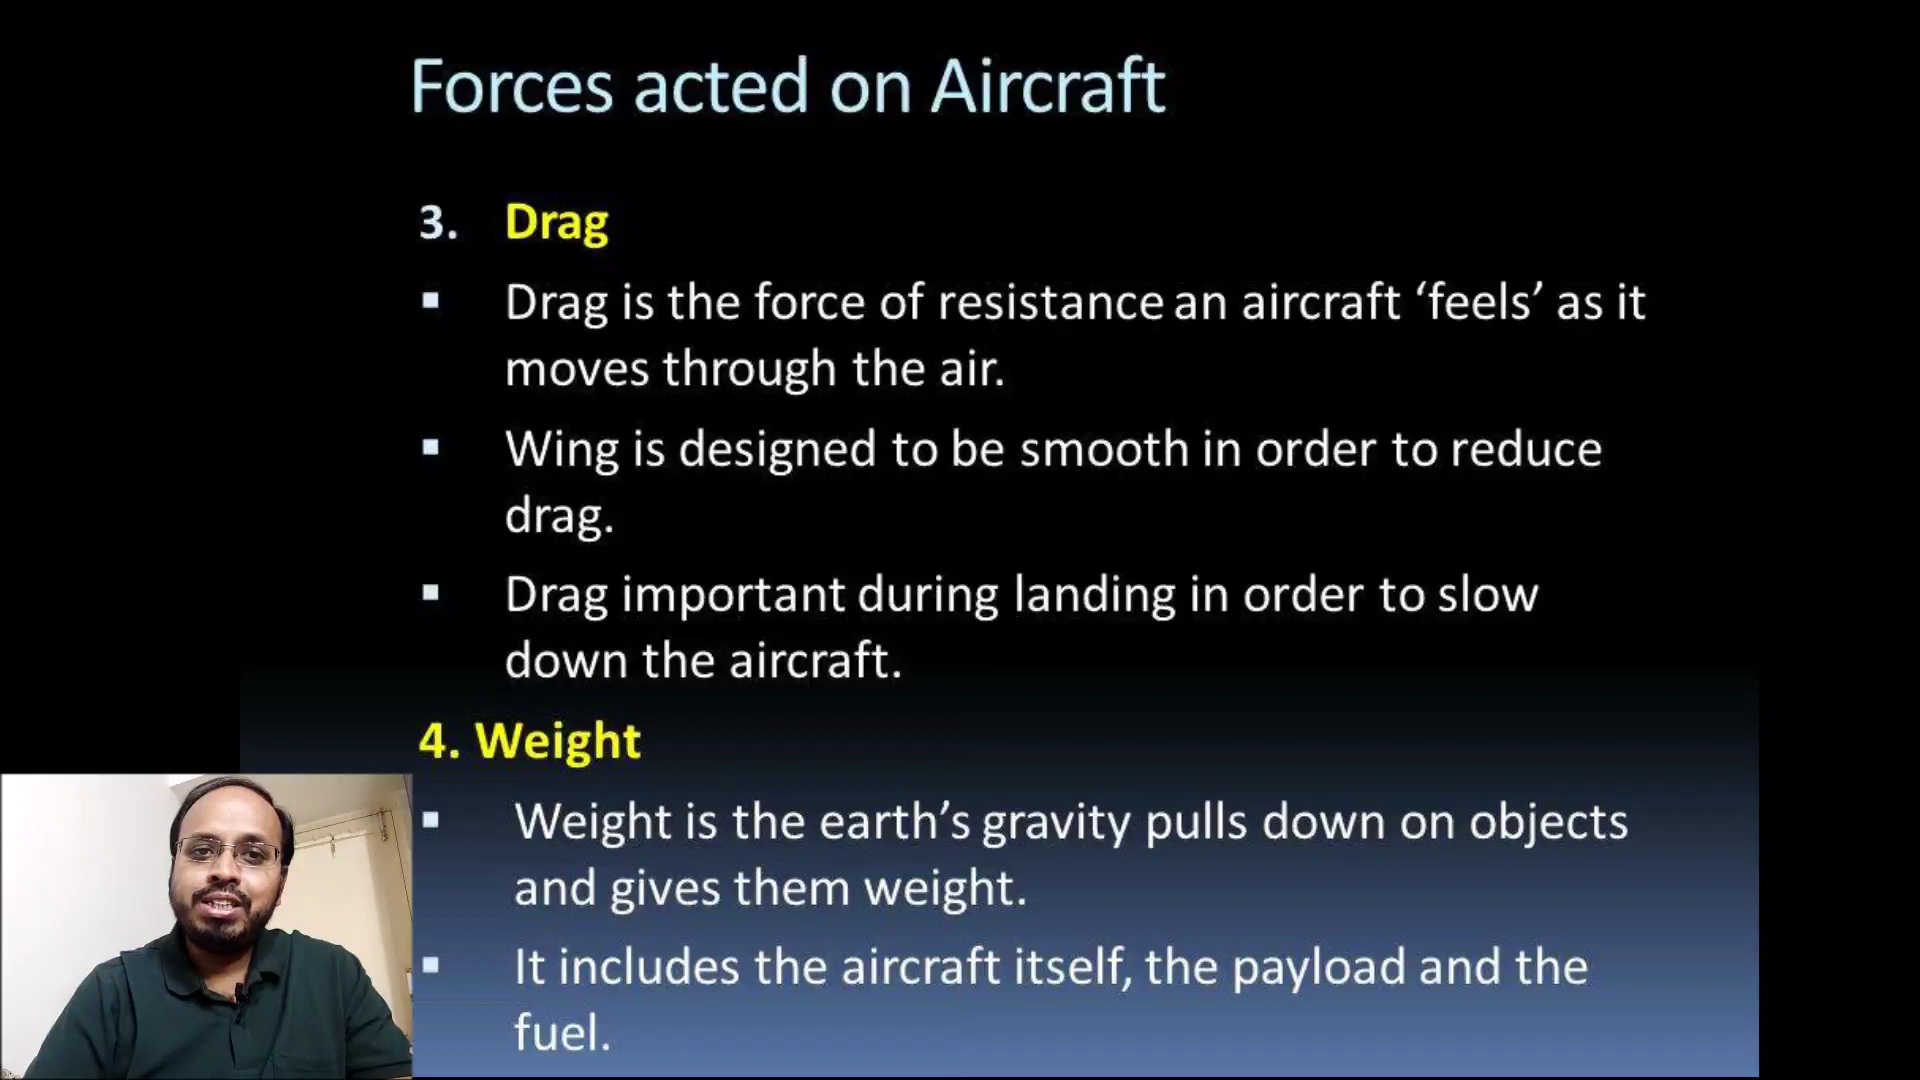 Forces acted on Aircraft
3. Drag
▪ Drag is the force of resistance an aircraft ‘feels’ as it
moves through the air.
▪ Wing is designed to be smooth in order to reduce
drag.
▪ Drag important during landing in order to slow
down the aircraft.
4. Weight
▪ Weight is the earth’s gravity pulls down on objects
and gives them weight.
▪ It includes the aircraft itself, the payload and the
fuel.